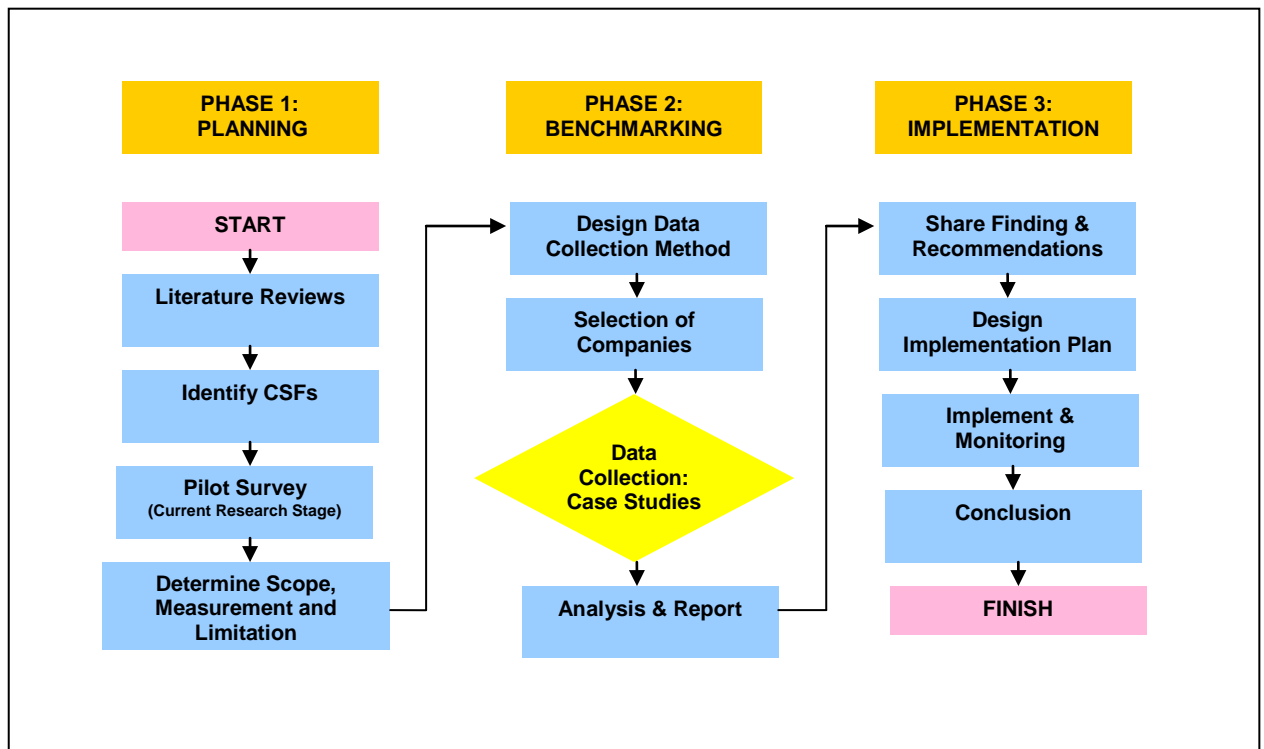 PHASE 1:
PLANNING
START
Literature Reviews
Identify CSFs
Pilot Survey
(Current Research Stage)
Determine Scope,
Measurement and
Limitation
PHASE 2:
BENCHMARKING
Design Data
Collection Method
Selection of
Companies
Data
Collection:
Case Studies
Analysis & Report
PHASE 3:
IMPLEMENTATION
Share Finding &
Recommendations
Design
Implementation Plan
Implement &
Monitoring
Conclusion
FINISH